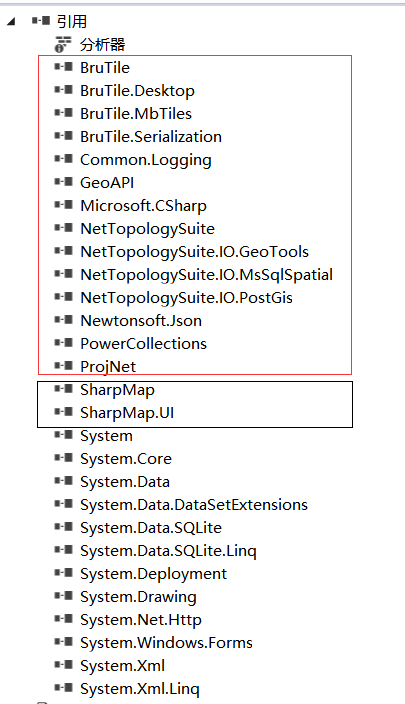 引用
分析器
BruTile
BruTile.Desktop
BruTile.MbTiles
BruTile.Serialization
Common.Logging
GeoAPI
Microsoft.CSharp
NetTopologySuite
NetTopologySuite.IO.GeoTools
NetTopologySuite.IO.MsSqlSpatial
NetTopologySuite.IO.PostGis
Newtonsoft.Json
PowerCollections
ProjNet
SharpMap
SharpMap.UI
System
System.Core
System.Data
System.Data.DataSetExtensions
System.Data.SQLite
System.Data.SQLite.Linq
System.Deployment
System.Drawing
System.Net.Http
System.Windows.Forms
System.Xml
System.Xml.Linq